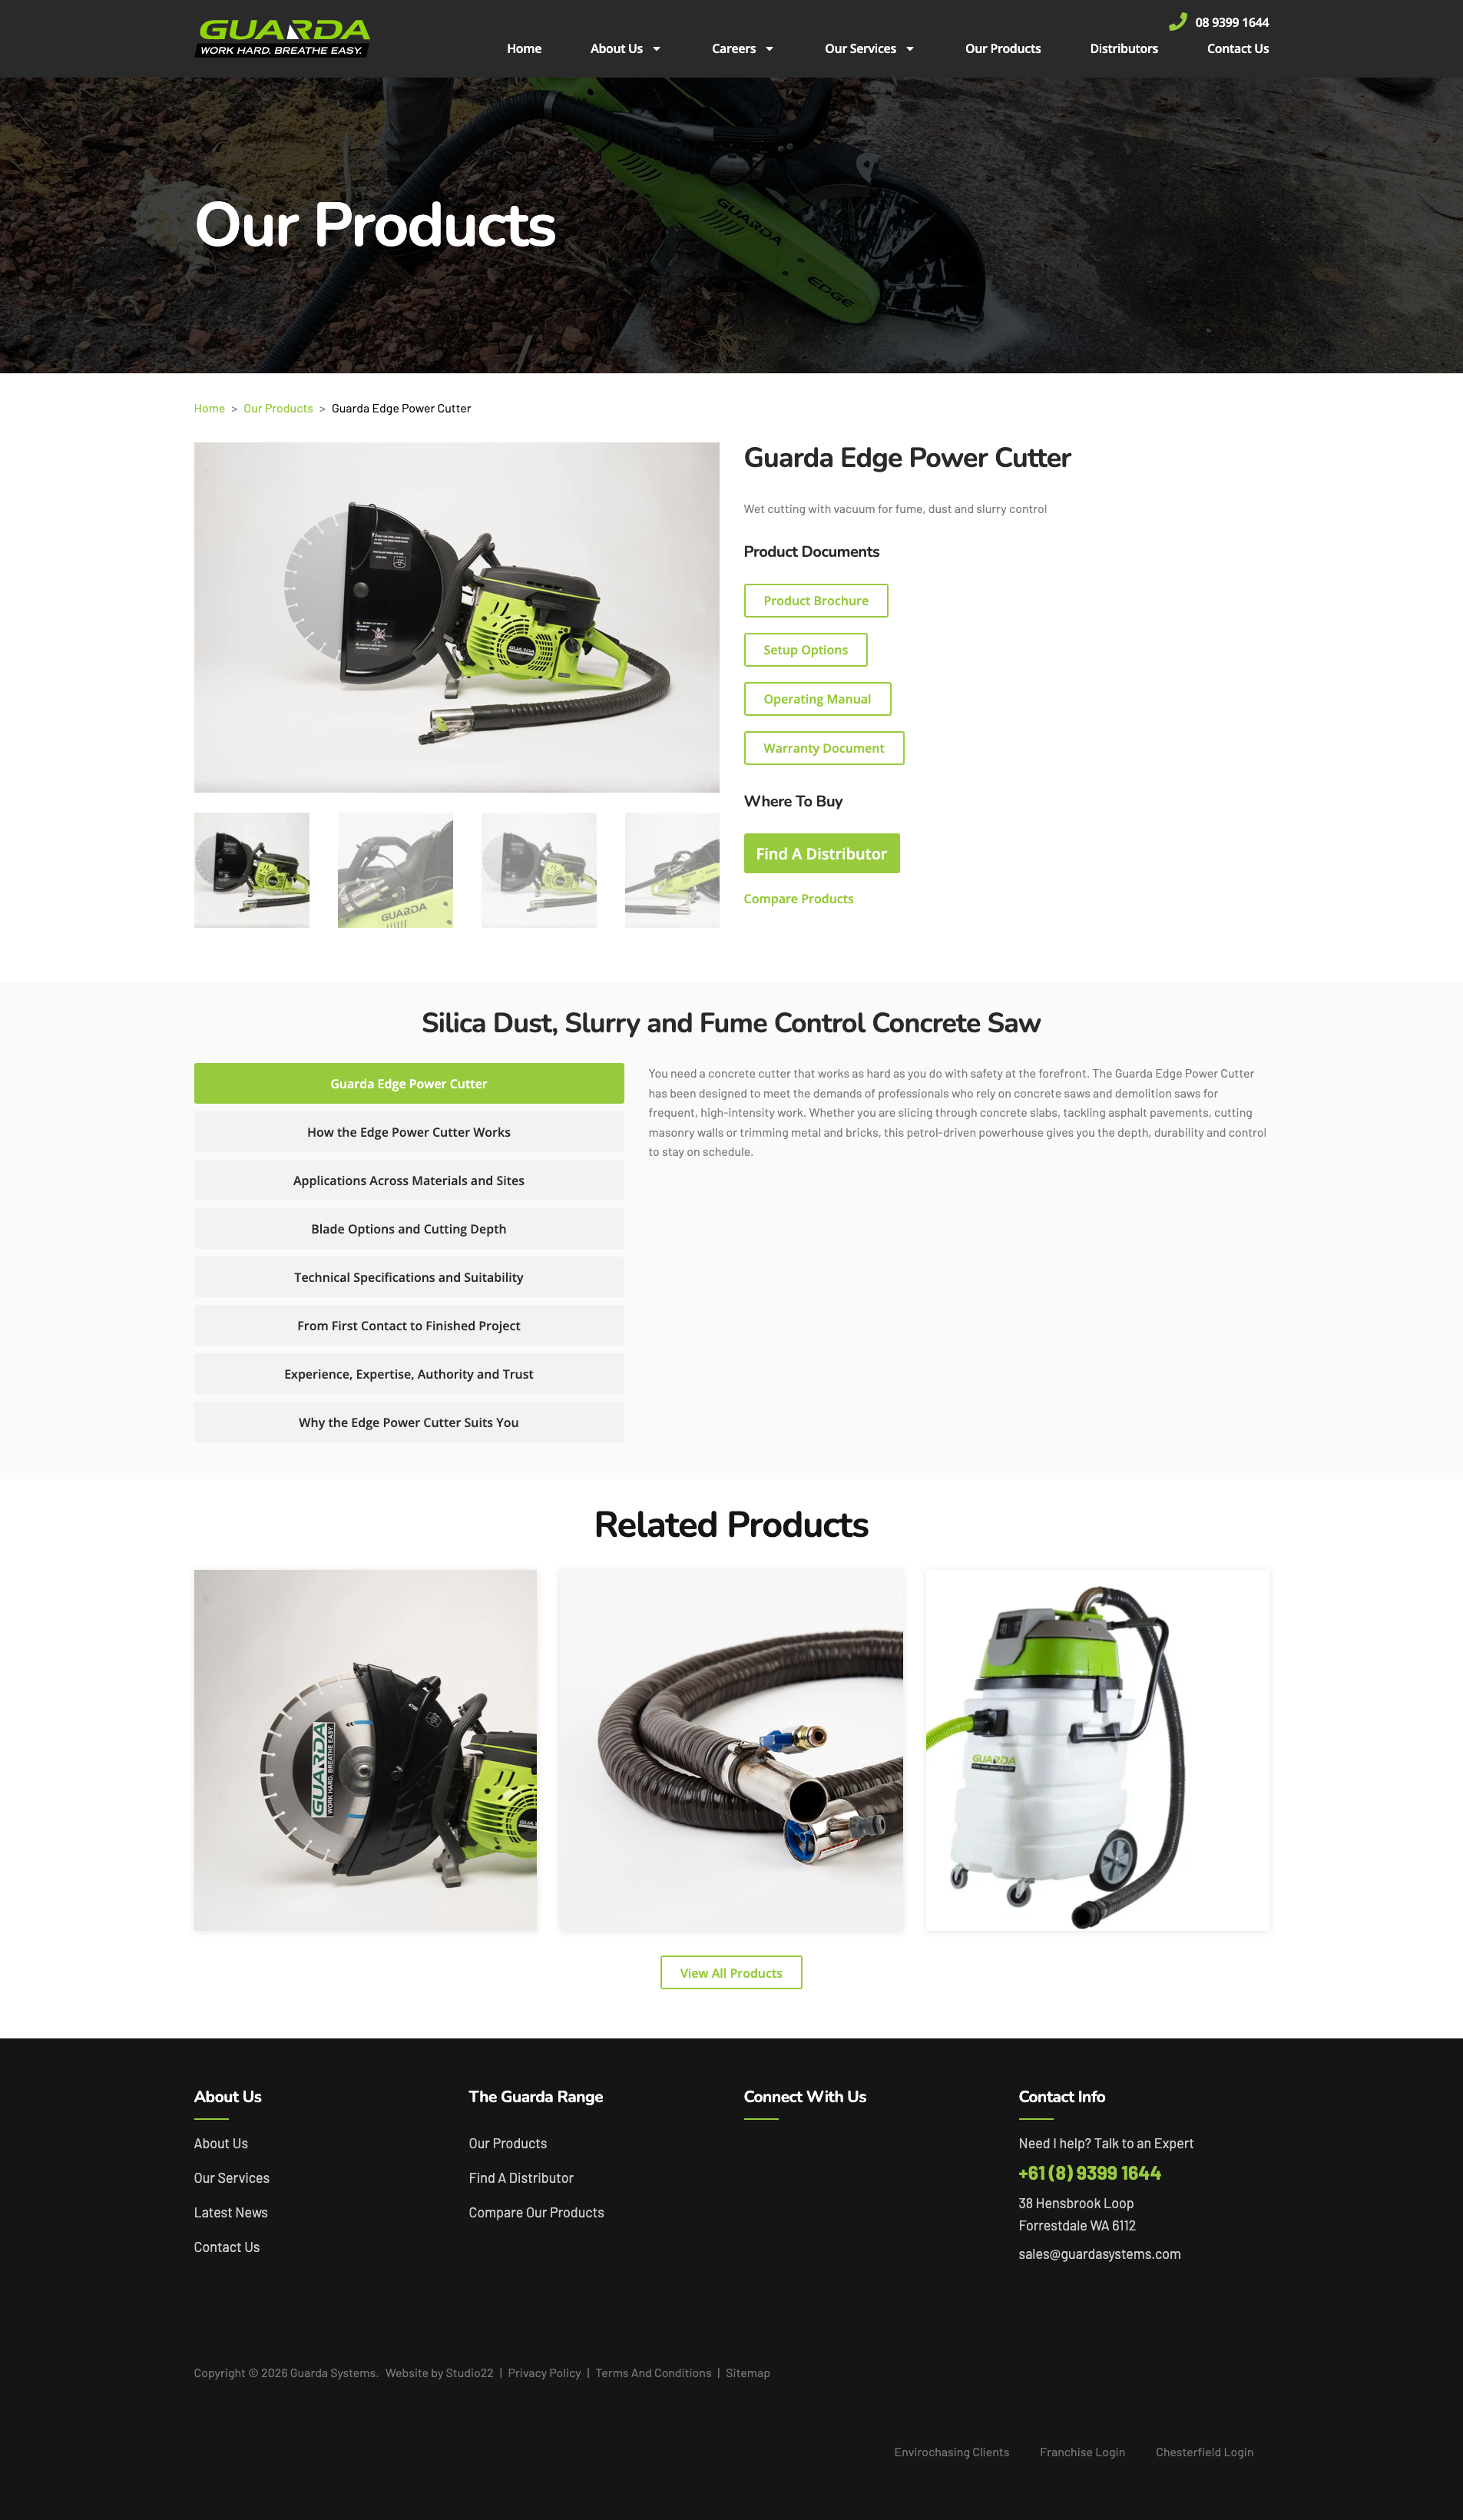 GUARDA
WORK HARD. BREATHE EASY.
08 9399 1644
Home
About Us
Careers
Our Services
Our Products
Distributors
Contact Us
GUARDA
EDGE
Our Products
Home > Our Products > Guarda Edge Power Cutter
Guarda Edge Power Cutter
Wet cutting with vacuum for fume, dust and slurry control
Product Documents
Product Brochure
Setup Options
Operating Manual
Warranty Document
Where To Buy
Find A Distributor
Compare Products
GUARDA
GUARDA
Silica Dust, Slurry and Fume Control Concrete Saw
Guarda Edge Power Cutter
How the Edge Power Cutter Works
Applications Across Materials and Sites
Blade Options and Cutting Depth
Technical Specifications and Suitability
From First Contact to Finished Project
Experience, Expertise, Authority and Trust
Why the Edge Power Cutter Suits You
You need a concrete cutter that works as hard as you do with safety at the forefront. The Guarda Edge Power Cutter
has been designed to meet the demands of professionals who rely on concrete saws and demolition saws for
frequent, high-intensity work. Whether you are slicing through concrete slabs, tackling asphalt pavements, cutting
masonry walls or trimming metal and bricks, this petrol-driven powerhouse gives you the depth, durability and control
to stay on schedule.
Related Products
GUARDA
WORK HARD. BREATHE EASY.
GUARDA
View All Products
About Us
About Us
Our Services
Latest News
Contact Us
The Guarda Range
Our Products
Find A Distributor
Compare Our Products
Connect With Us
Contact Info
Need I help? Talk to an Expert
+61 (8) 9399 1644
38 Hensbrook Loop
Forrestdale WA 6112
sales@guardasystems.com
Copyright © 2026 Guarda Systems. Website by Studio22 | Privacy Policy | Terms And Conditions | Sitemap
Envirochasing Clients
Franchise Login
Chesterfield Login